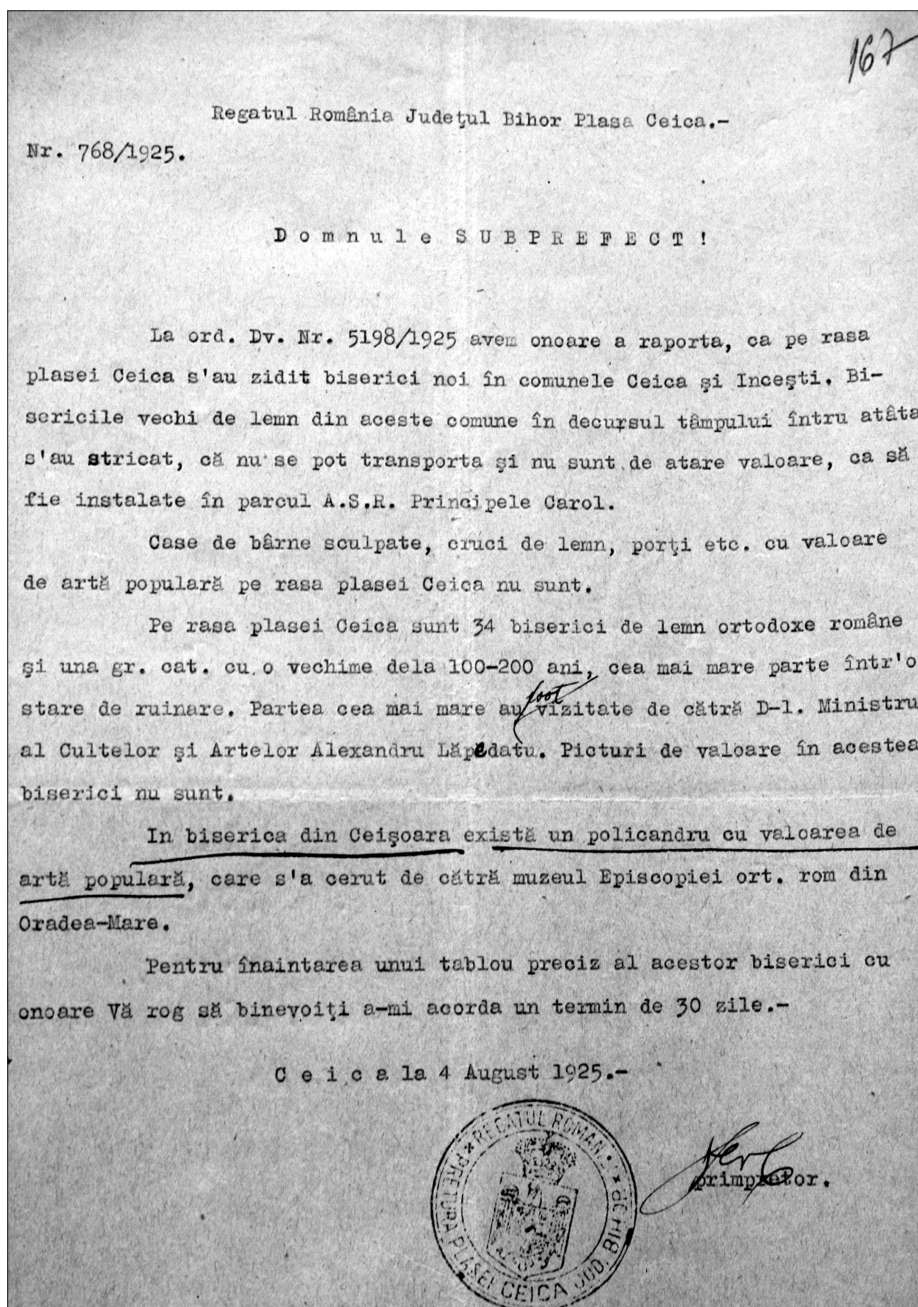 167
Regatul România Judeţul Bihor Plasa Ceica.-
Nr. 768/1925.
D o m n u l e S U B P R E F E C T !
La ord. Dv. Nr. 5198/1925 avem onoare a raporta, ca pe rasa
plasei Ceica s'au zidit biserici noi în comunele Ceica şi Inceşti. Bi-
sericile vechi de lemn din aceste comune în decursul tâmpului întru atâta
s'au stricat, că nu se pot transporta şi nu sunt de atare valoare, ca să
fie instalate în parcul A.S.R. Principele Carol.
Case de bârne sculpate, cruci de lemn, porţi etc. cu valoare
de artă populară pe rasa plasei Ceica nu sunt.
Pe rasa plasei Ceica sunt 34 biserici de lemn ortodoxe române
şi una gr. cat. cu o vechime dela 100-200 ani, cea mai mare parte într'o
stare de ruinare. Partea cea mai mare au fost vizitate de cătră D-l. Ministru
al Cultelor şi Artelor Alexandru Lăpedatu. Picturi de valoare în acestea
biserici nu sunt.
In biserica din Ceişoara există un policandru cu valoarea de
artă populară, care s'a cerut de cătră muzeul Episcopiei ort. rom din
Oradea-Mare.
Pentru înaintarea unui tablou preciz al acestor biserici cu
onoare Vă rog să binevoiţi a-mi acorda un termin de 30 zile.-
C e i c a la 4 August 1925.-
REGATUL ROMAN
PRETURA PLASEI CEICA JUD. BIHOR
primpretor.